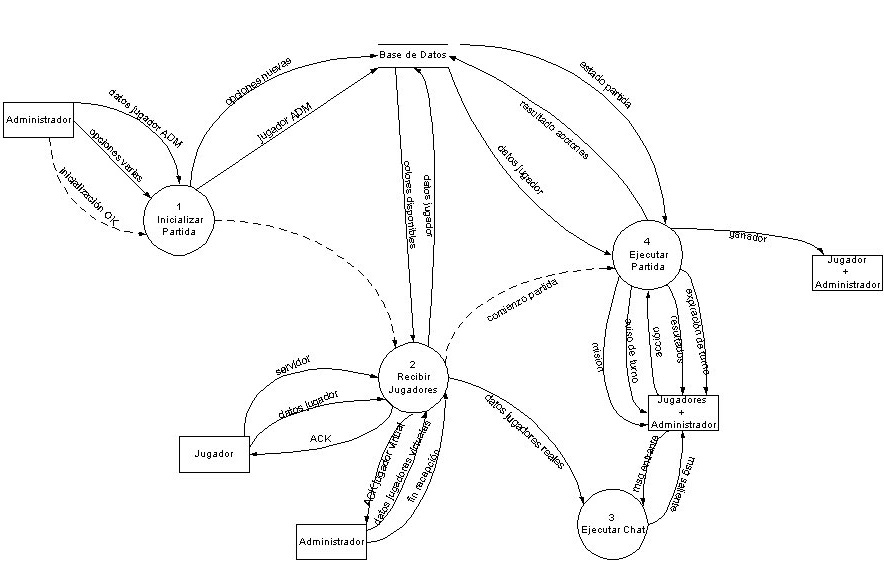 Base de Datos
opciones nuevas
estado partida
datos jugador ADM
jugador ADM
resultado acciones
Administrador
opciones varias
datos jugador
inicialización OK
colores disponibles
datos jugador
1
Inicializar
Partida
4
Ejecutar
Partida
ganador
Jugador
+
Administrador
comienzo partida
misión
aviso de turno
acción
resultados
expiración de turno
2
Recibir
Jugadores
servidor
datos jugador
ACK
Jugador
datos jugadores reales
Jugadores
+
Administrador
ACK jugador virtual
datos jugadores virtuales
fin recepción
msg entrante
msg saliente
3
Ejecutar Chat
Administrador